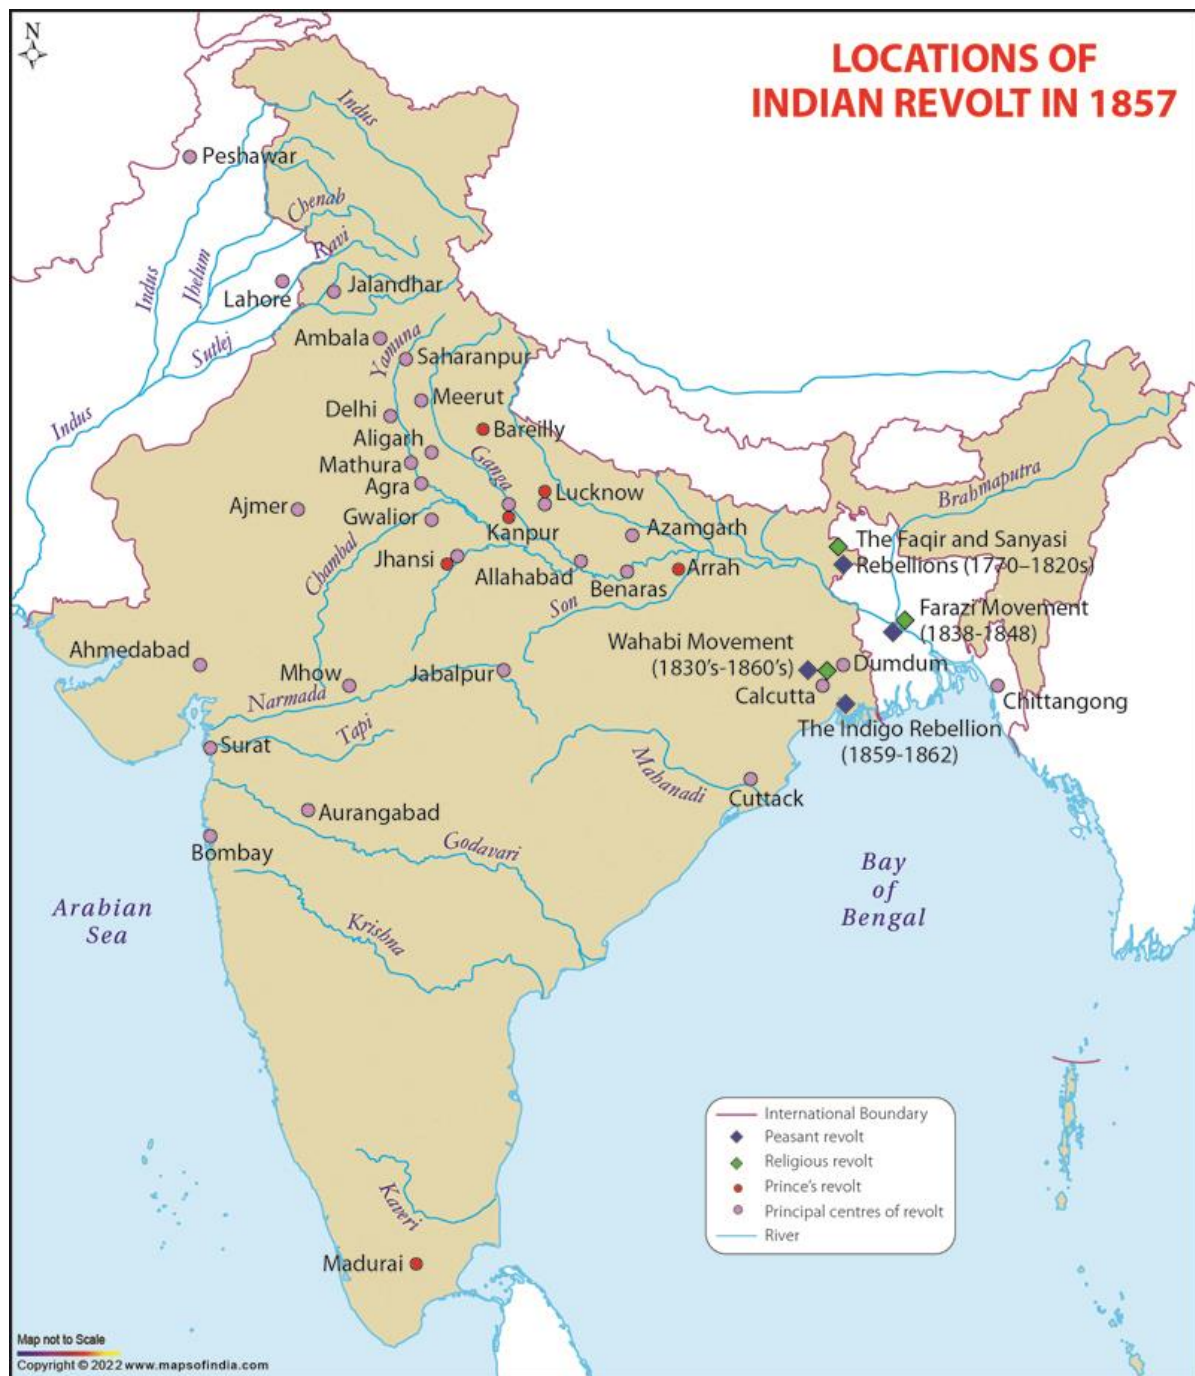 N
LOCATIONS OF
INDIAN REVOLT IN 1857
Indus
Peshawar
Chenab
Ravi
Jhelum
Indus
Lahore
Jalandhar
Sutlej
Ambala
Yamuna
Saharanpur
Indus
Meerut
Delhi
Bareilly
Aligarh
Mathura
Ganga
Agra
Lucknow
Brahmaputra
Ajmer
Gwalior
Kanpur
Azamgarh
The Faqir and Sanyasi
Rebellions (1770–1820s)
Chambal
Jhansi
Allahabad
Arrah
Benaras
Son
Farazi Movement
(1838-1848)
Wahabi Movement
(1830's-1860's)
Ahmedabad
Dumdum
Mhow
Jabalpur
Calcutta
Chittangong
Narmada
Tapi
The Indigo Rebellion
(1859-1862)
Surat
Mahanadi
Cuttack
Aurangabad
Godavari
Bombay
Arabian
Sea
Bay
of
Bengal
Krishna
International Boundary
Peasant revolt
Religious revolt
Prince's revolt
Principal centres of revolt
River
Kaveri
Madurai
Map not to Scale
Copyright © 2022 www.mapsofindia.com